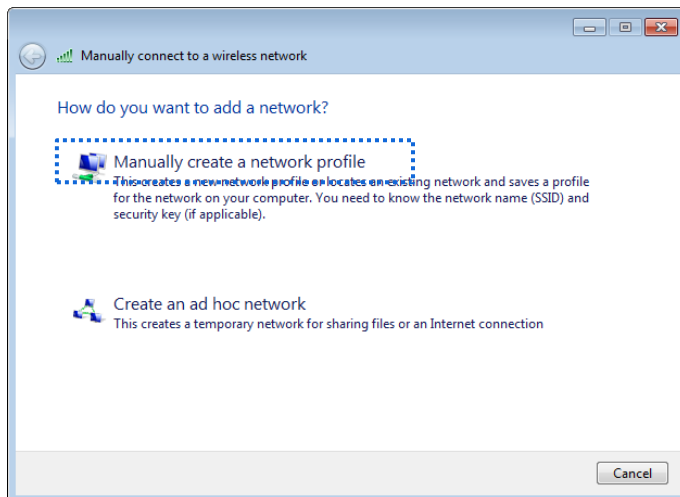 Manually connect to a wireless network
How do you want to add a network?
Manually create a network profile
This creates a new network profile or locates an existing network and saves a profile
for the network on your computer. You need to know the network name (SSID) and
security key (if applicable).
Create an ad hoc network
This creates a temporary network for sharing files or an Internet connection
Cancel